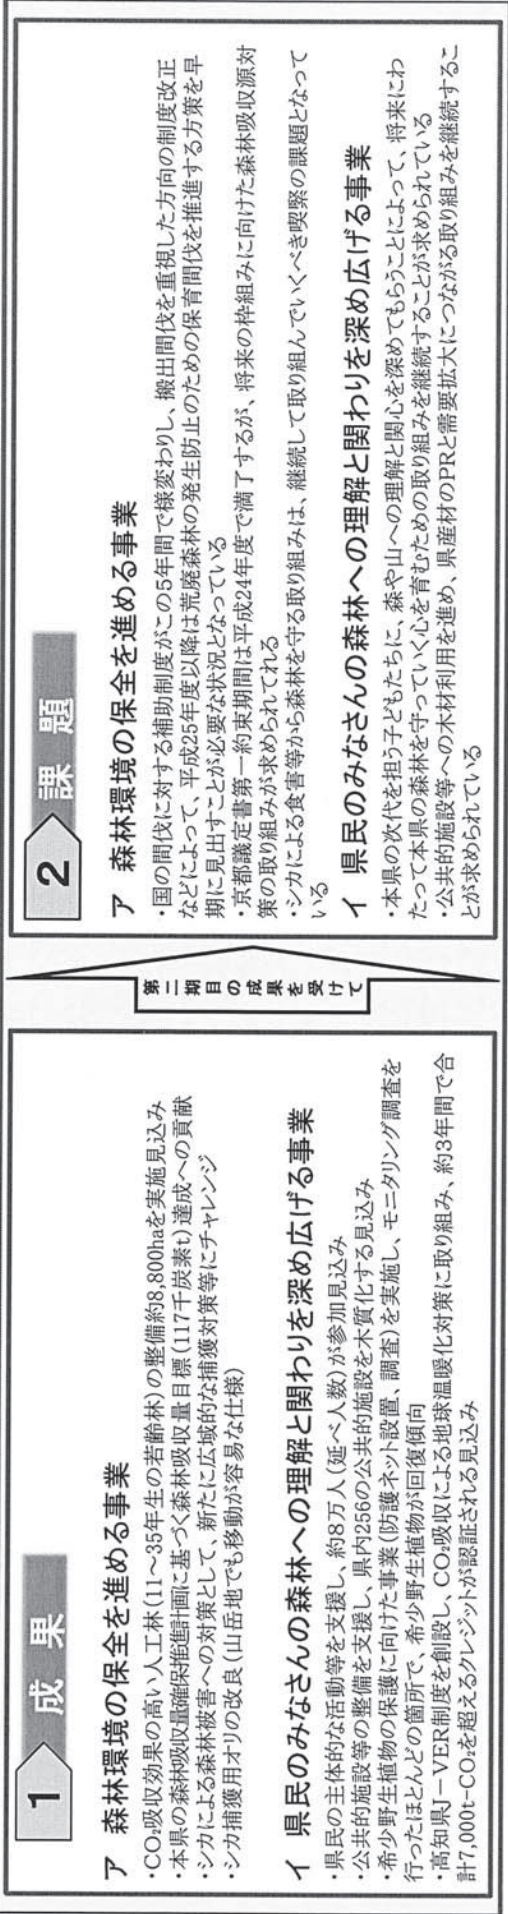 1 成果
ア 森林環境の保全を進める事業
・CO₂吸収効果の高い人工林(11～35年生の若齢林)の整備約8,800haを実施見込み
・本県の森林吸収量確保推進計画に基づく森林吸収量目標(117千炭素t)達成への貢献
・シカによる森林被害への対策として、新たに広域的な捕獲対策等にチャレンジ
・シカ捕獲用オリの改良(山岳地でも移動が容易な仕様)
イ 県民のみなさんの森林への理解と関わりを深め広げる事業
・県民の主体的な活動等を支援し、約8万人(延べ人数)が参加見込み
・公共的施設等の整備を支援し、県内256の公共的施設を木質化する見込み
・希少野生植物の保護に向けた事業(防護ネット設置、調査)を実施し、モニタリング調査を
行ったほとんどの箇所で、希少野生植物が回復傾向
・高知県J－VER制度を創設し、CO₂吸収による地球温暖化対策に取り組み、約3年間で合
計7,000t-CO₂を超えるクレジットが認証される見込み
第二期目の成果を受けて
2 課題
ア 森林環境の保全を進める事業
・国の間伐に対する補助制度がこの5年間で様変わりし、搬出間伐を重視した方向の制度改正
などによって、平成25年度以降は荒廃森林の発生防止のための保育間伐を推進する方策を早
期に見出すことが必要な状況となっている
・京都議定書第一約束期間は平成24年度で満了するが、将来の枠組みに向けた森林吸収源対
策の取り組みが求められてれる
・シカによる食害等から森林を守る取り組みは、継続して取り組んでいくべき喫緊の課題となって
いる
イ 県民のみなさんの森林への理解と関わりを深め広げる事業
・本県の次代を担う子どもたちに、森や山への理解と関心を深めてもらうことによって、将来にわ
たって本県の森林を守っていく心を育むための取り組みを継続することが求められている
・公共的施設等への木材利用を進め、県産材のPRと需要拡大につながる取り組みを継続するこ
とが求められている